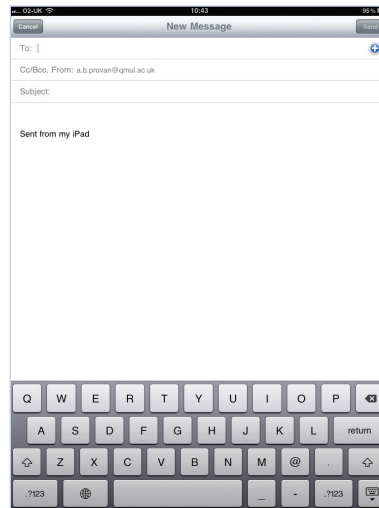 ...O2-UK 10:43 95%
Cancel New Message Send
To:
Cc/Bcc, From: a.b.provan@qmul.ac.uk
Subject:
Sent from my iPad
Q W E R T Y U I O P
A S D F G H J K L return
Z X C V B N M @ .
.?123 _ - .?123